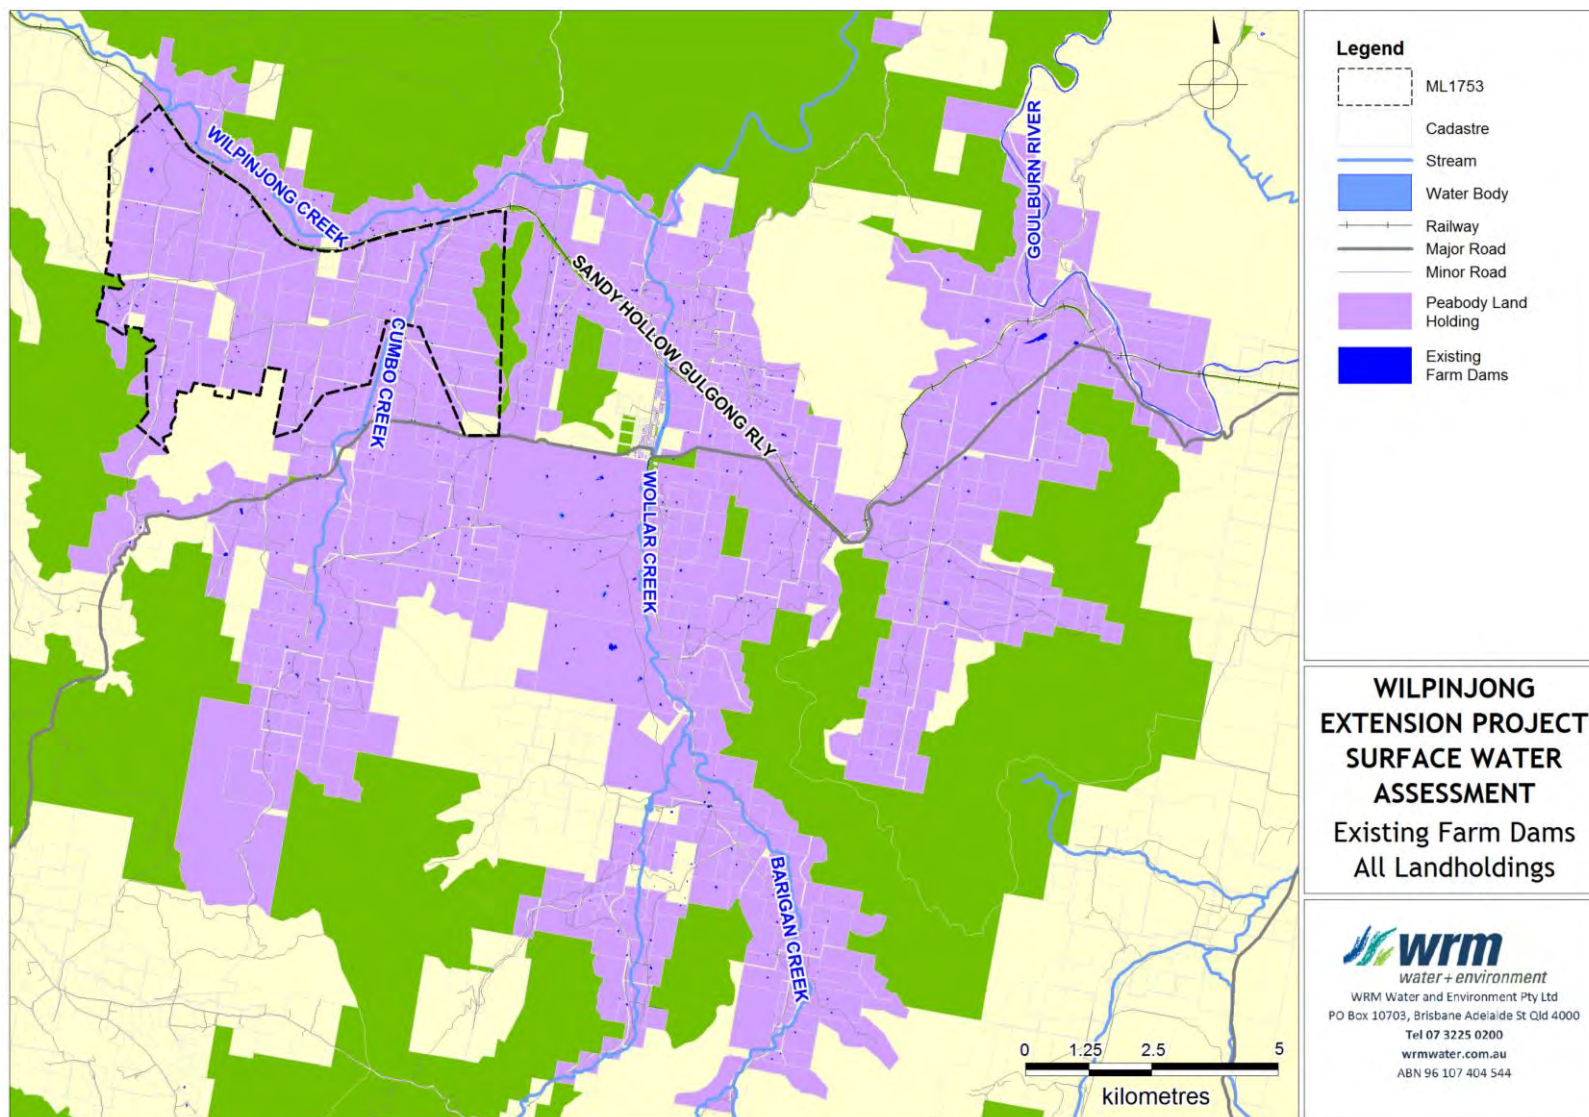 WILPINJONG CREEK
GOULBURN RIVER
SANDY HOLLOW GULGONG RLY
CUMBO CREEK
WOLLAR CREEK
BARIGAN CREEK
0 1.25 2.5 5
kilometres
Legend
ML1753
Cadastre
Stream
Water Body
Railway
Major Road
Minor Road
Peabody Land
Holding
Existing
Farm Dams
WILPINJONG
EXTENSION PROJECT
SURFACE WATER
ASSESSMENT
Existing Farm Dams
All Landholdings
wrm
water+environment
WRM Water and Environment Pty Ltd
PO Box 10703, Brisbane Adelaide St Qld 4000
Tel 07 3225 0200
wrmwater.com.au
ABN 96 107 404 544